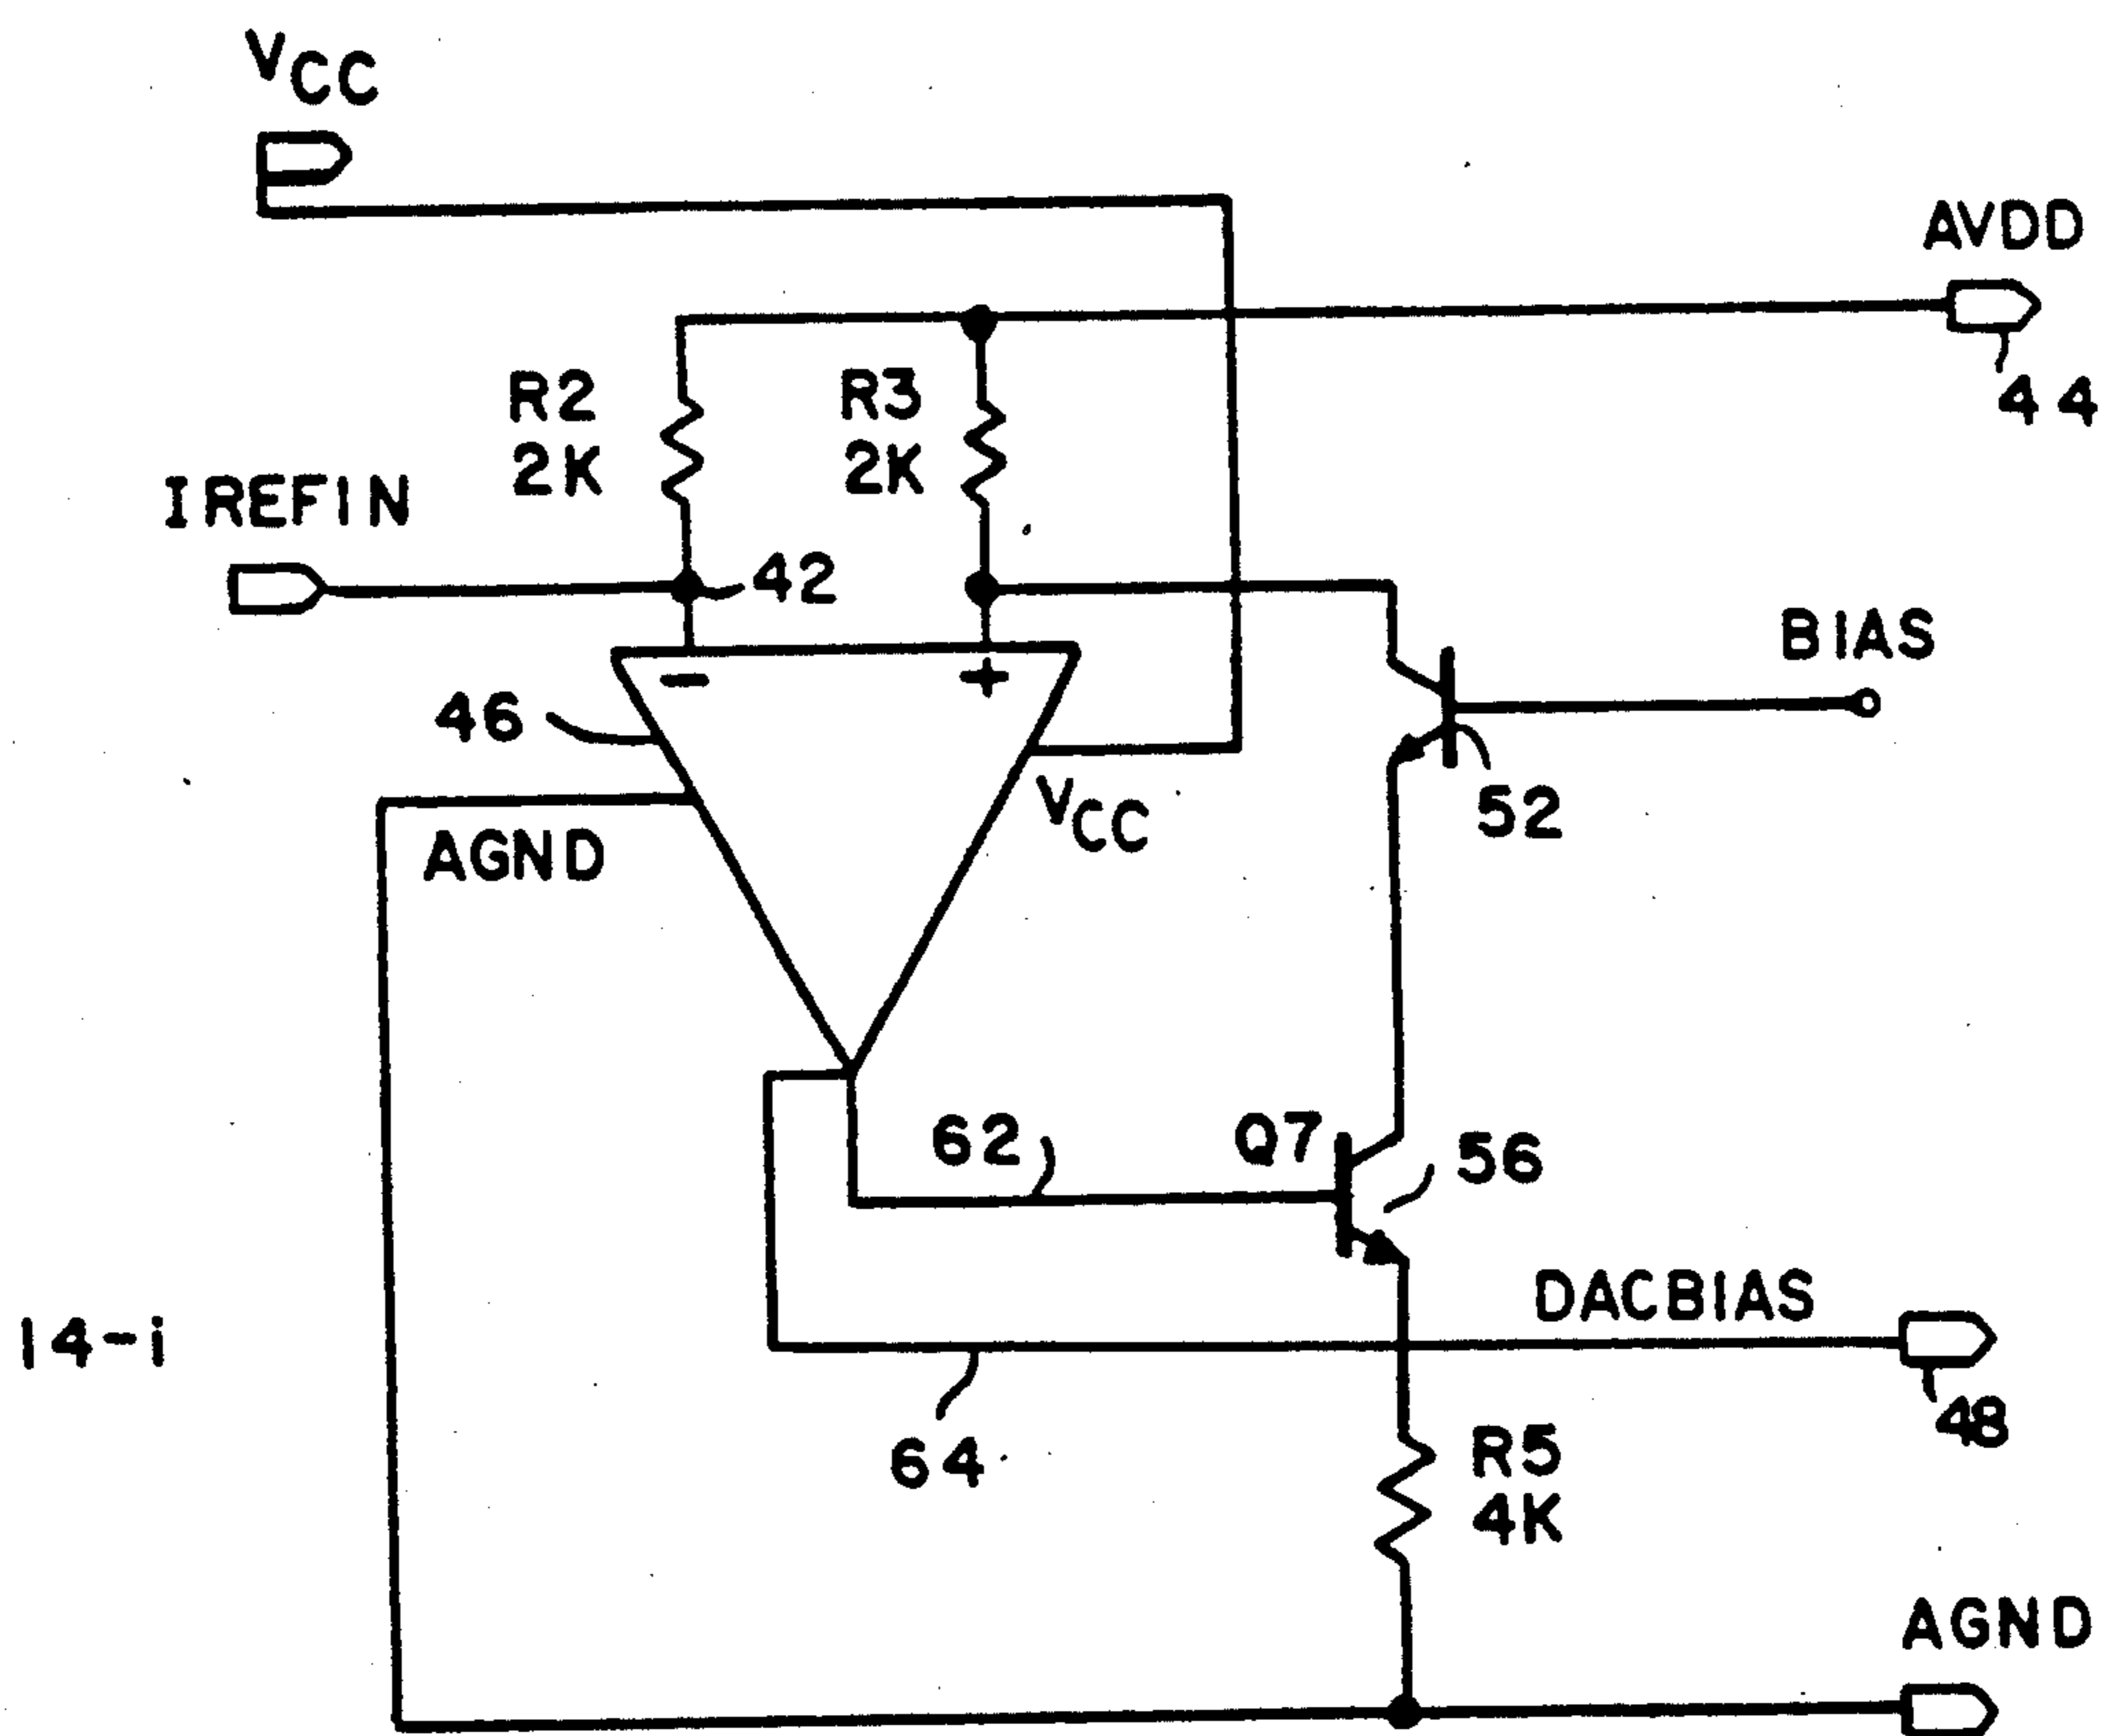 VCC
AVDD
44
R2
2K
R3
2K
IREFIN
42
BIAS
−
+
46
VCC
52
AGND
62
Q7
56
DACBIAS
14-i
48
64
R5
4K
AGND